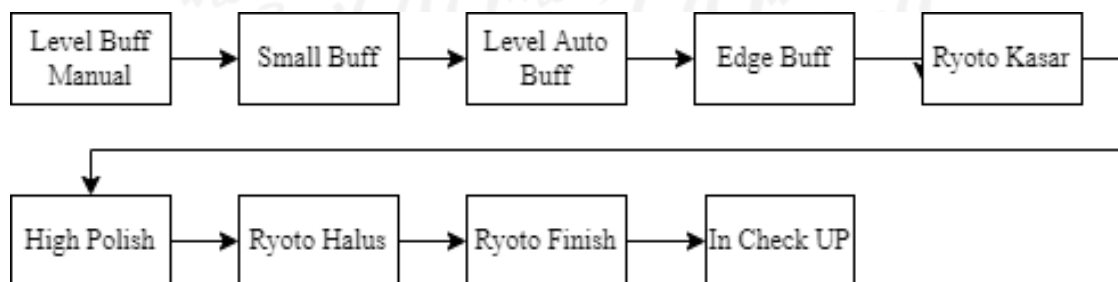 Level Buff
Manual
Small Buff
Level Auto
Buff
Edge Buff
Ryoto Kasar
High Polish
Ryoto Halus
Ryoto Finish
In Check UP